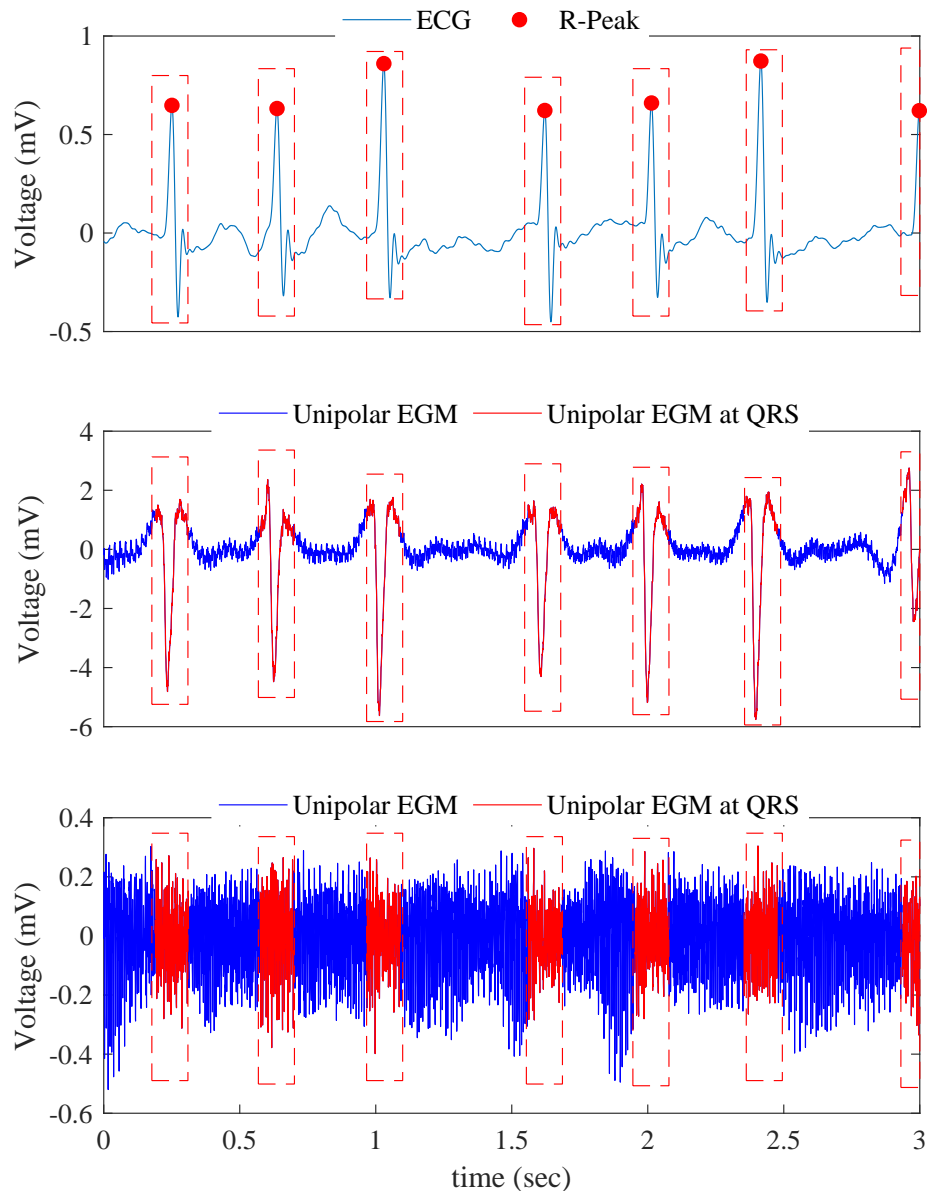 ECG R-Peak
1
0.5
0
-0.5
Voltage (mV)
Unipolar EGM Unipolar EGM at QRS
4
2
0
-2
-4
-6
Voltage (mV)
Unipolar EGM Unipolar EGM at QRS
0.4
0.2
0
-0.2
-0.4
-0.6
Voltage (mV)
0 0.5 1 1.5 2 2.5 3
time (sec)